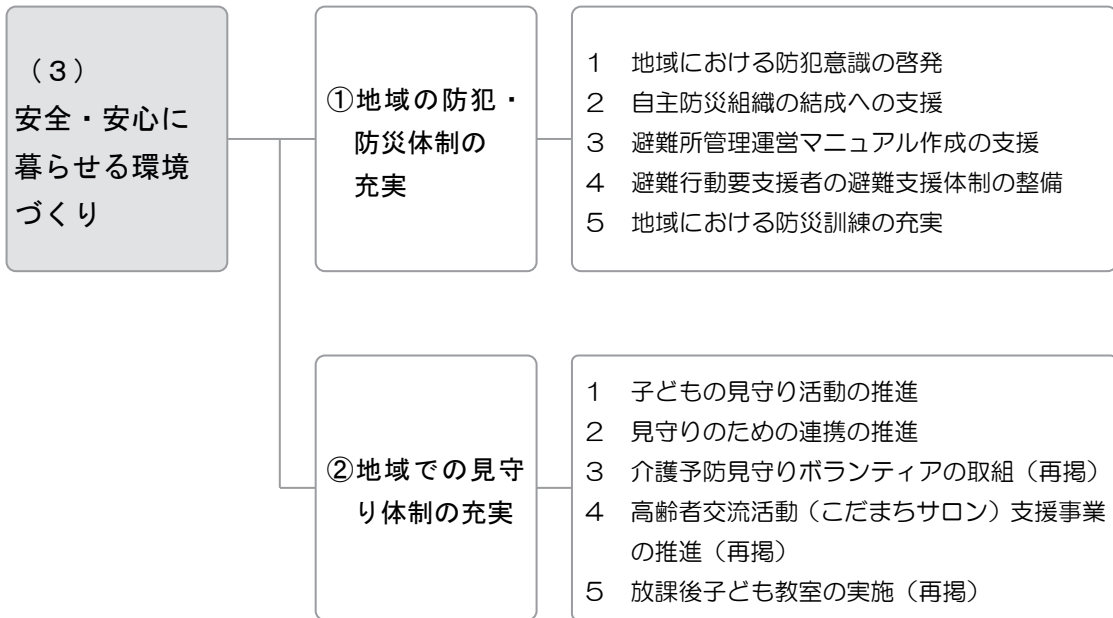 （３）
安全・安心に
暮らせる環境
づくり
①地域の防犯・
防災体制の
充実
１　地域における防犯意識の啓発
２　自主防災組織の結成への支援
３　避難所管理運営マニュアル作成の支援
４　避難行動要支援者の避難支援体制の整備
５　地域における防災訓練の充実
②地域での見守
り体制の充実
１　子どもの見守り活動の推進
２　見守りのための連携の推進
３　介護予防見守りボランティアの取組（再掲）
４　高齢者交流活動（こだまちサロン）支援事業
の推進（再掲）
５　放課後子ども教室の実施（再掲）